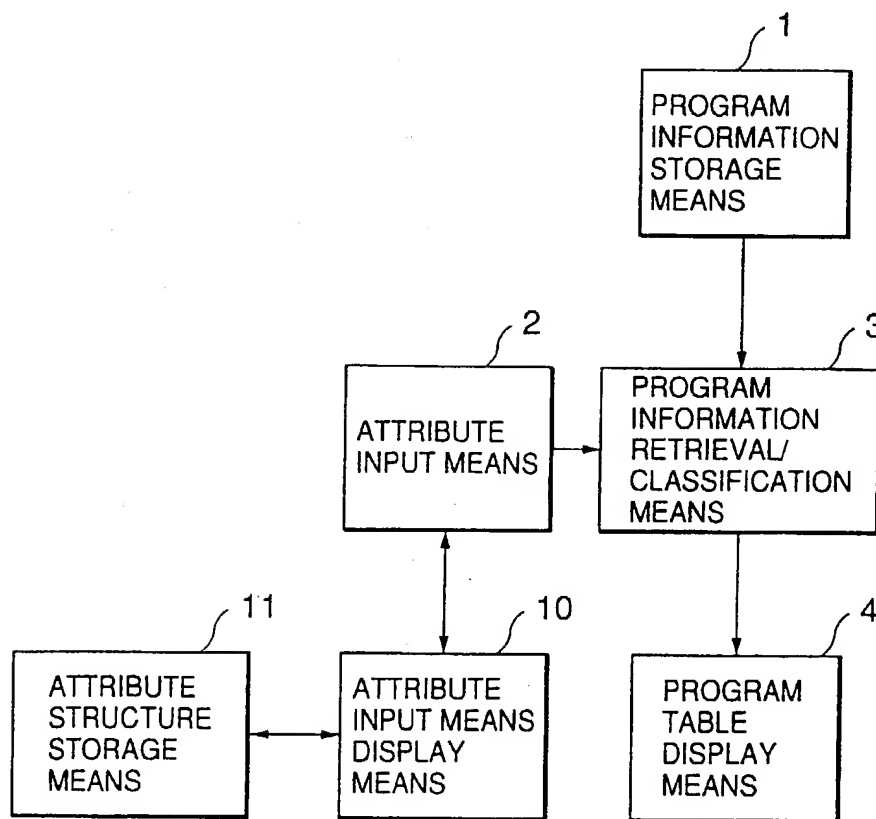 1
PROGRAM
INFORMATION
STORAGE
MEANS
2
ATTRIBUTE
INPUT MEANS
3
PROGRAM
INFORMATION
RETRIEVAL/
CLASSIFICATION
MEANS
11
ATTRIBUTE
STRUCTURE
STORAGE
MEANS
10
ATTRIBUTE
INPUT MEANS
DISPLAY
MEANS
4
PROGRAM
TABLE
DISPLAY
MEANS